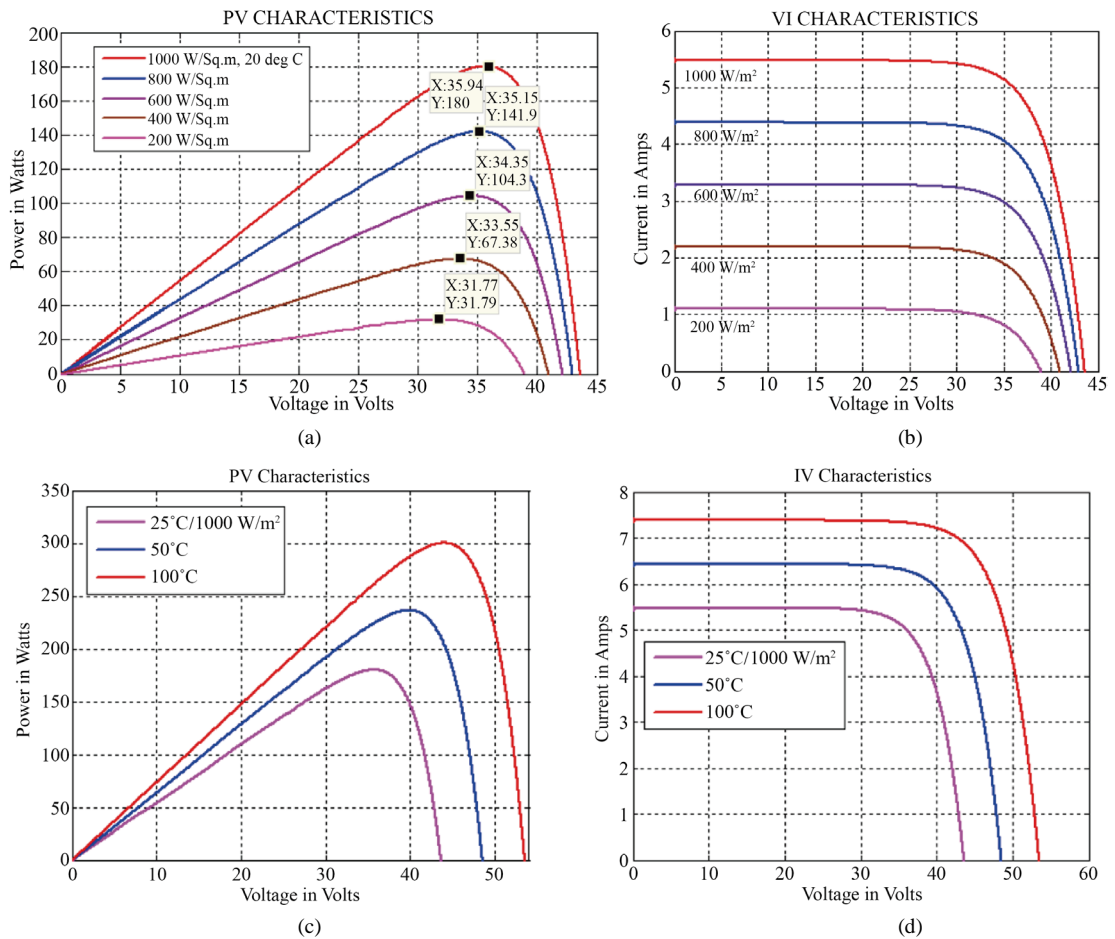 PV CHARACTERISTICS
200
180
160
140
120
100
80
60
40
20
0
Power in Watts
1000 W/Sq.m, 20 deg C
800 W/Sq.m
600 W/Sq.m
400 W/Sq.m
200 W/Sq.m
X:35.94
Y:180
X:35.15
Y:141.9
X:34.35
Y:104.3
X:33.55
Y:67.38
X:31.77
Y:31.79
0 5 10 15 20 25 30 35 40 45
Voltage in Volts
(a)
VI CHARACTERISTICS
6
5
4
3
2
1
0
Current in Amps
1000 W/m²
800 W/m²
600 W/m²
400 W/m²
200 W/m²
0 5 10 15 20 25 30 35 40 45
Voltage in Volts
(b)
PV Characteristics
350
300
250
200
150
100
50
0
Power in Watts
25˚C/1000 W/m²
50˚C
100˚C
0 10 20 30 40 50
Voltage in Volts
(c)
IV Characteristics
8
7
6
5
4
3
2
1
0
Current in Amps
25˚C/1000 W/m²
50˚C
100˚C
0 10 20 30 40 50 60
Voltage in Volts
(d)